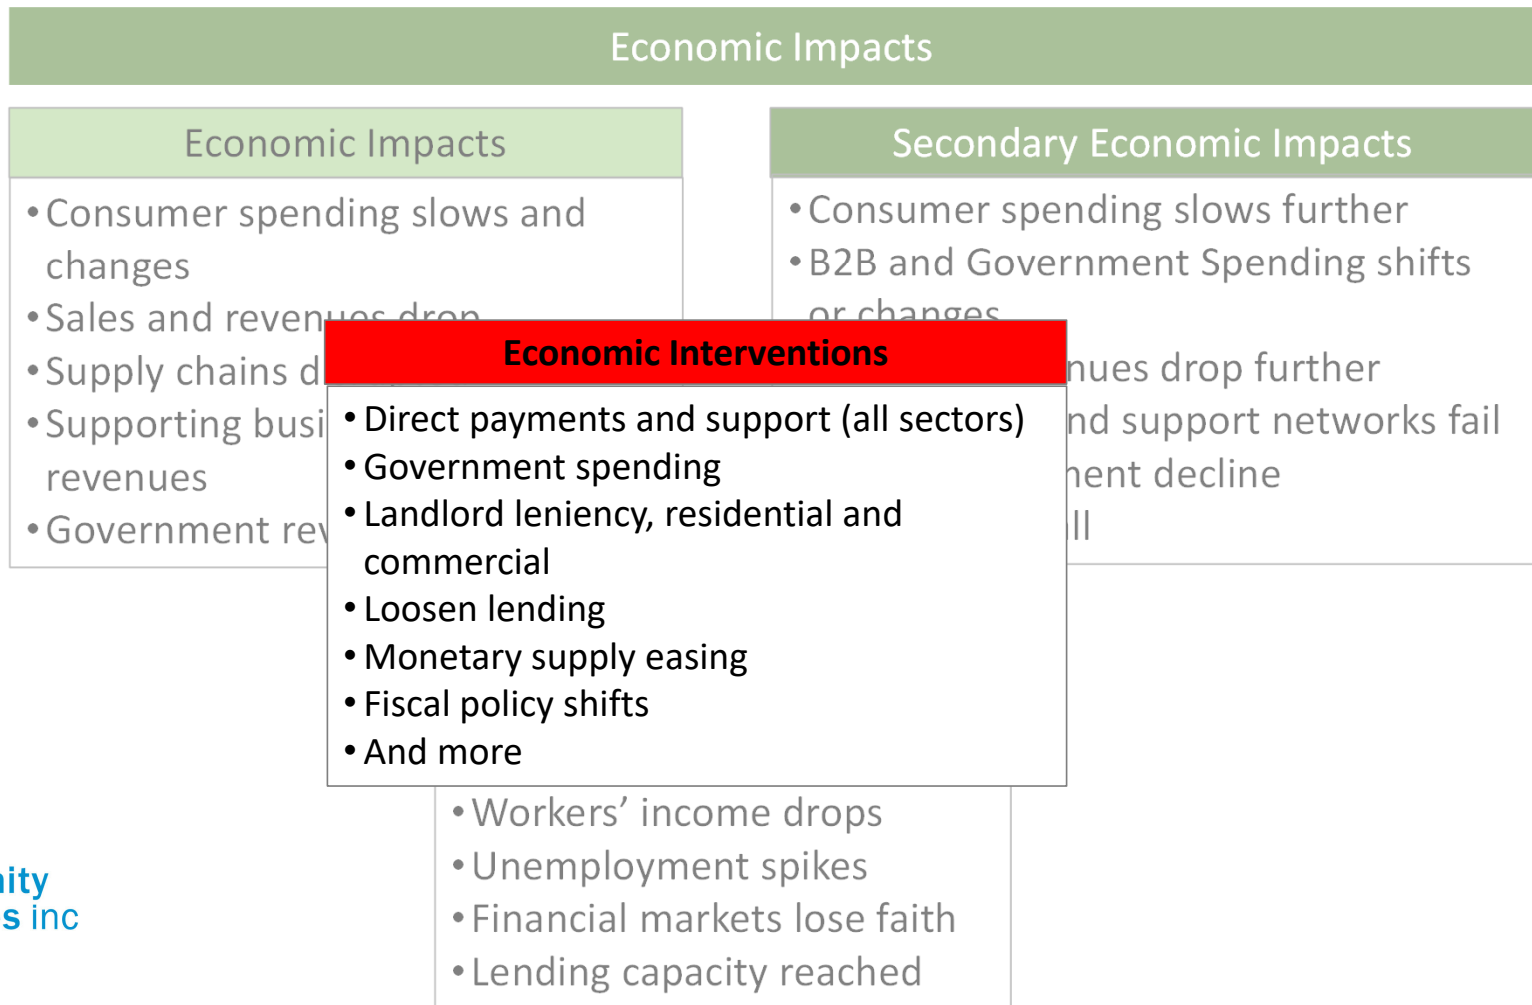 Economic Impacts
Economic Impacts
• Consumer spending slows and
changes
• Sales and revenues drop
• Supply chains d
• Supporting busi
revenues
• Government rev
Secondary Economic Impacts
• Consumer spending slows further
• B2B and Government Spending shifts
or changes
nues drop further
nd support networks fail
nent decline
ll
Economic Interventions
• Direct payments and support (all sectors)
• Government spending
• Landlord leniency, residential and
commercial
• Loosen lending
• Monetary supply easing
• Fiscal policy shifts
• And more
• Workers’ income drops
• Unemployment spikes
• Financial markets lose faith
• Lending capacity reached
nity
s inc